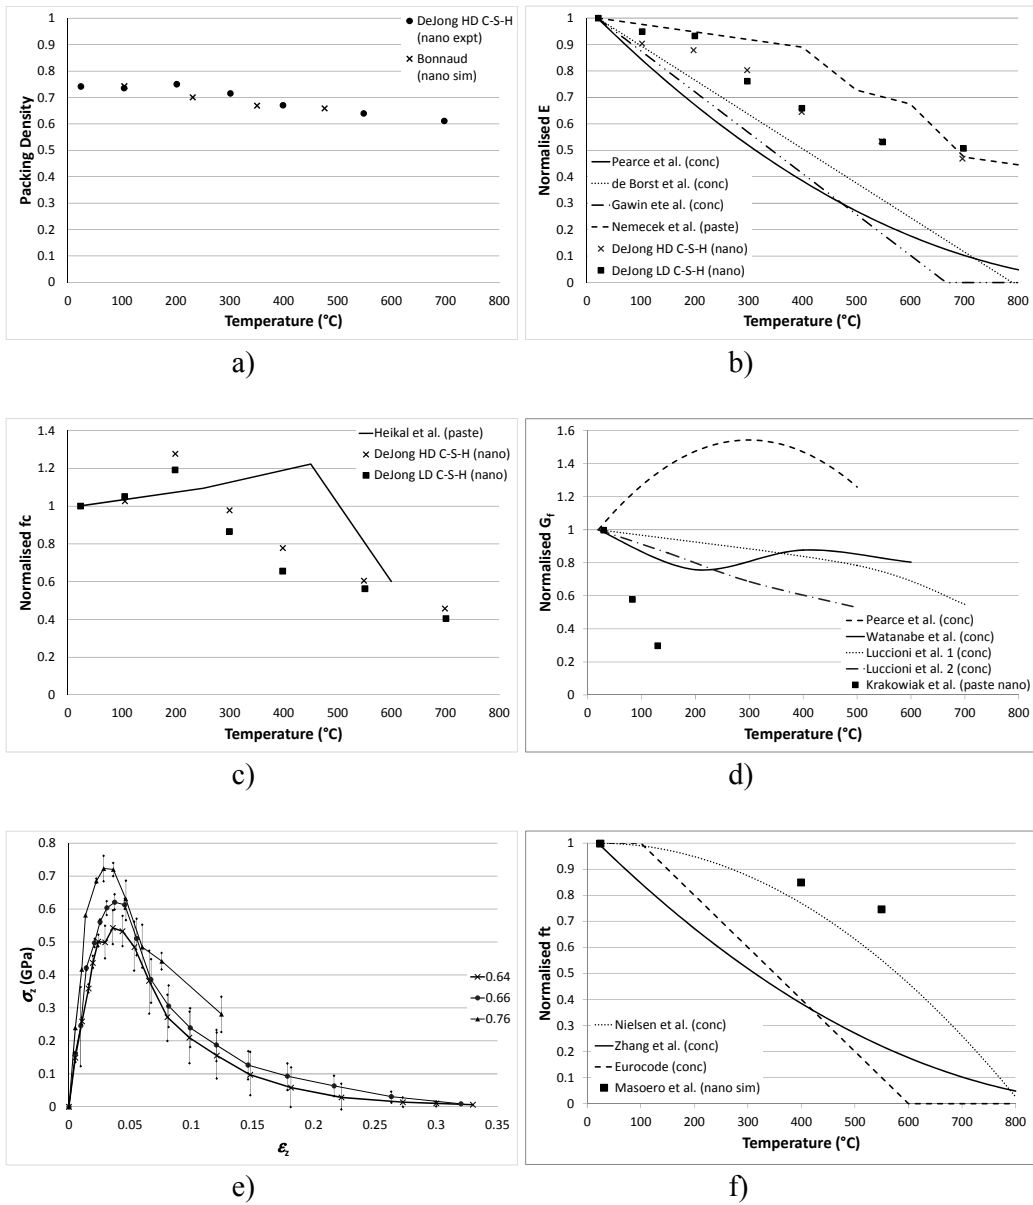 1
0.9
0.8
0.7
0.6
0.5
0.4
0.3
0.2
0.1
0
Packing Density
DeJong HD C-S-H
(nano expt)
Bonnaud
(nano sim)
0 100 200 300 400 500 600 700 800
Temperature (°C)
a)
1
0.9
0.8
0.7
0.6
0.5
0.4
0.3
0.2
0.1
0
Normalised E
Pearce et al. (conc)
de Borst et al. (conc)
Gawin ete al. (conc)
Nemecek et al. (paste)
DeJong HD C-S-H (nano)
DeJong LD C-S-H (nano)
0 100 200 300 400 500 600 700 800
Temperature (°C)
b)
1.4
1.2
1
0.8
0.6
0.4
0.2
0
Normalised fc
Heikal et al. (paste)
DeJong HD C-S-H (nano)
DeJong LD C-S-H (nano)
0 100 200 300 400 500 600 700 800
Temperature (°C)
c)
1.6
1.4
1.2
1
0.8
0.6
0.4
0.2
0
Normalised Gf
Pearce et al. (conc)
Watanabe et al. (conc)
Luccioni et al. 1 (conc)
Luccioni et al. 2 (conc)
Krakowiak et al. (paste nano)
0 100 200 300 400 500 600 700 800
Temperature (°C)
d)
0.8
0.7
0.6
0.5
0.4
0.3
0.2
0.1
0
σz (GPa)
0.64
0.66
0.76
0 0.05 0.1 0.15 0.2 0.25 0.3 0.35
εz
e)
1
0.9
0.8
0.7
0.6
0.5
0.4
0.3
0.2
0.1
0
Normalised ft
Nielsen et al. (conc)
Zhang et al. (conc)
Eurocode (conc)
Masoero et al. (nano sim)
0 100 200 300 400 500 600 700 800
Temperature (°C)
f)